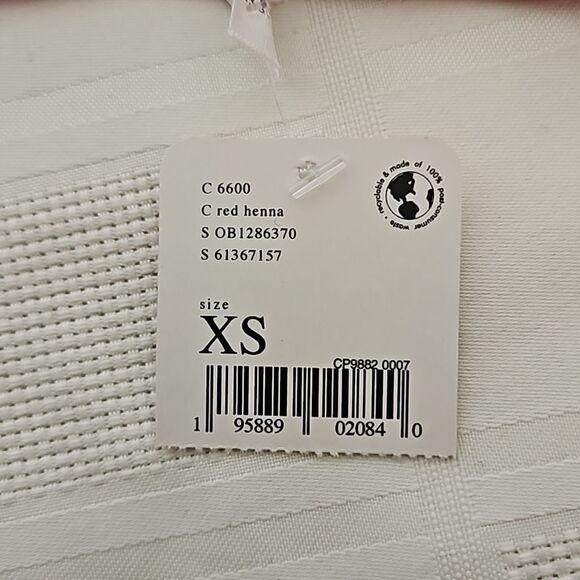 C 6600
C red henna
S OB1286370
S 61367157
recyclable & made of 100% post-consumer waste •
size
XS
CP9882 0007
1 95889 02084 0